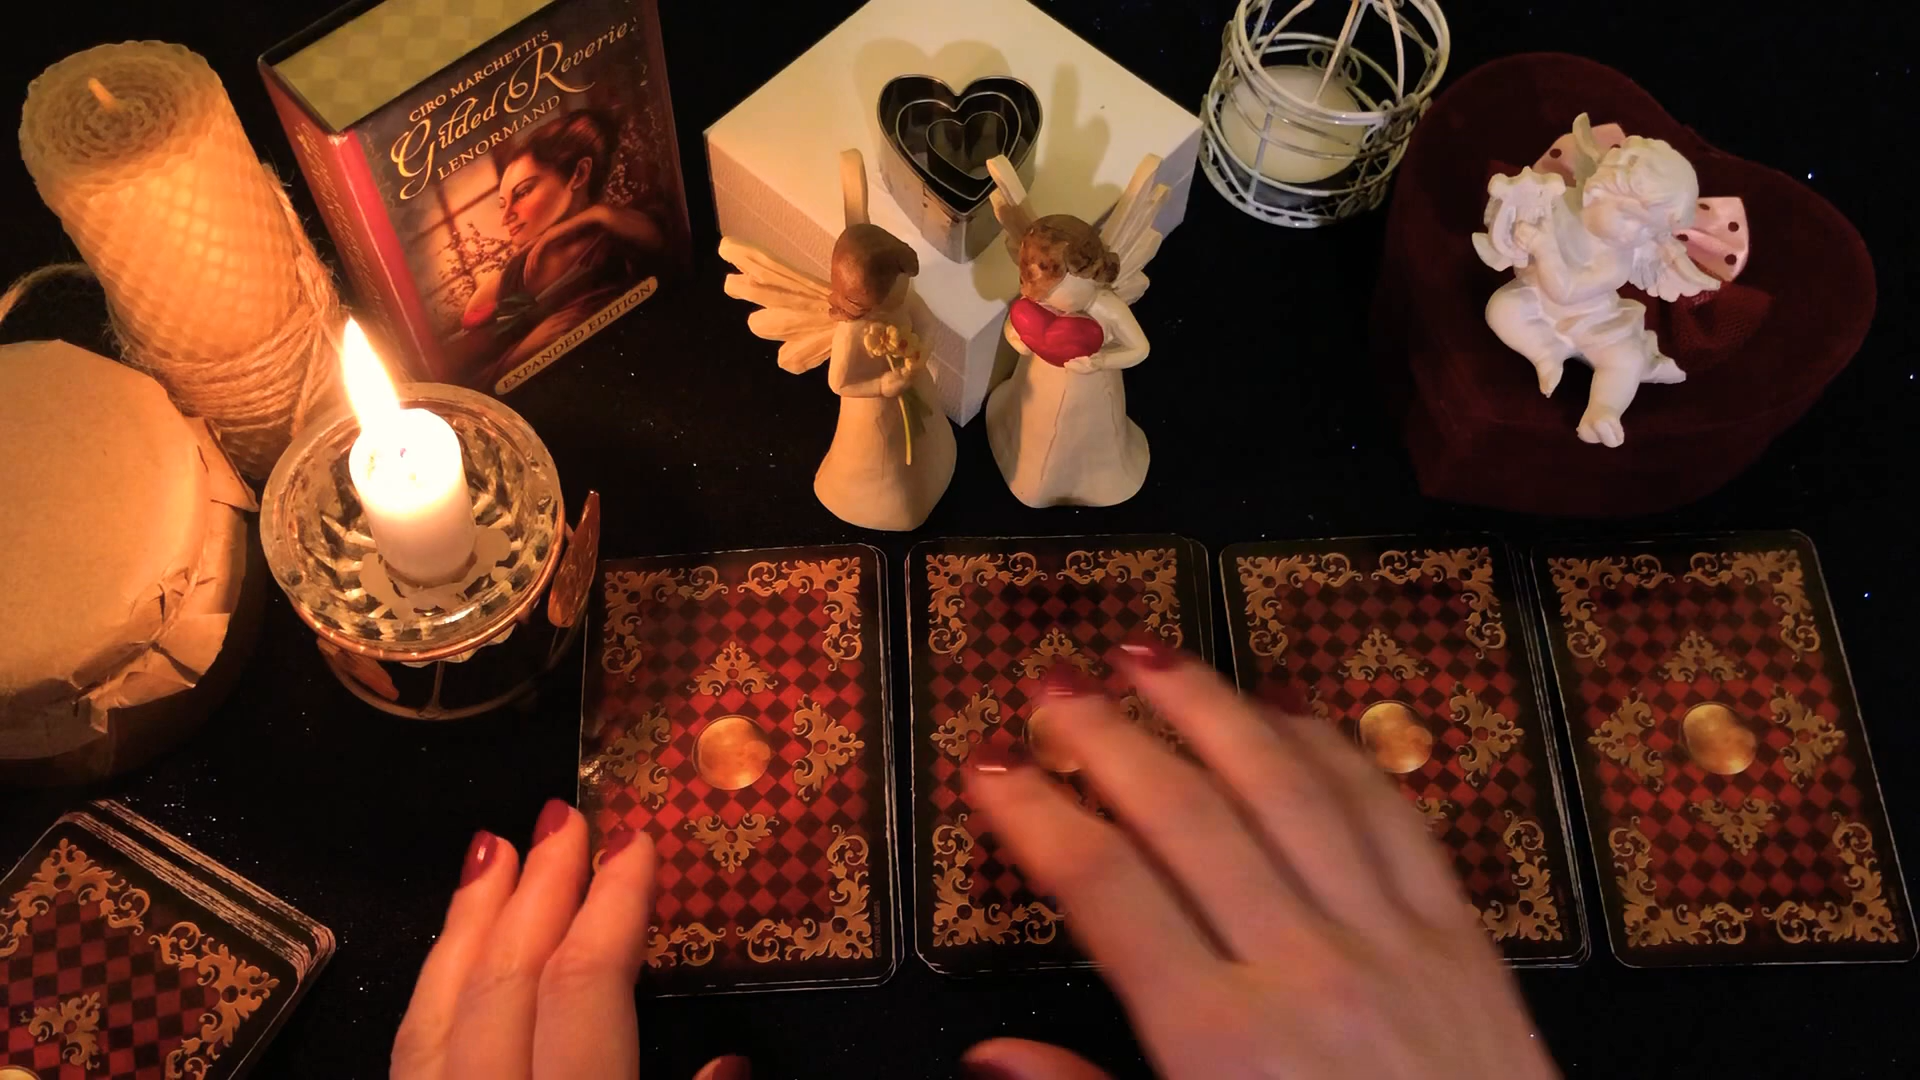 CIRO MARCHETTI'S
Gilded Reverie
LENORMAND
EXPANDED EDITION